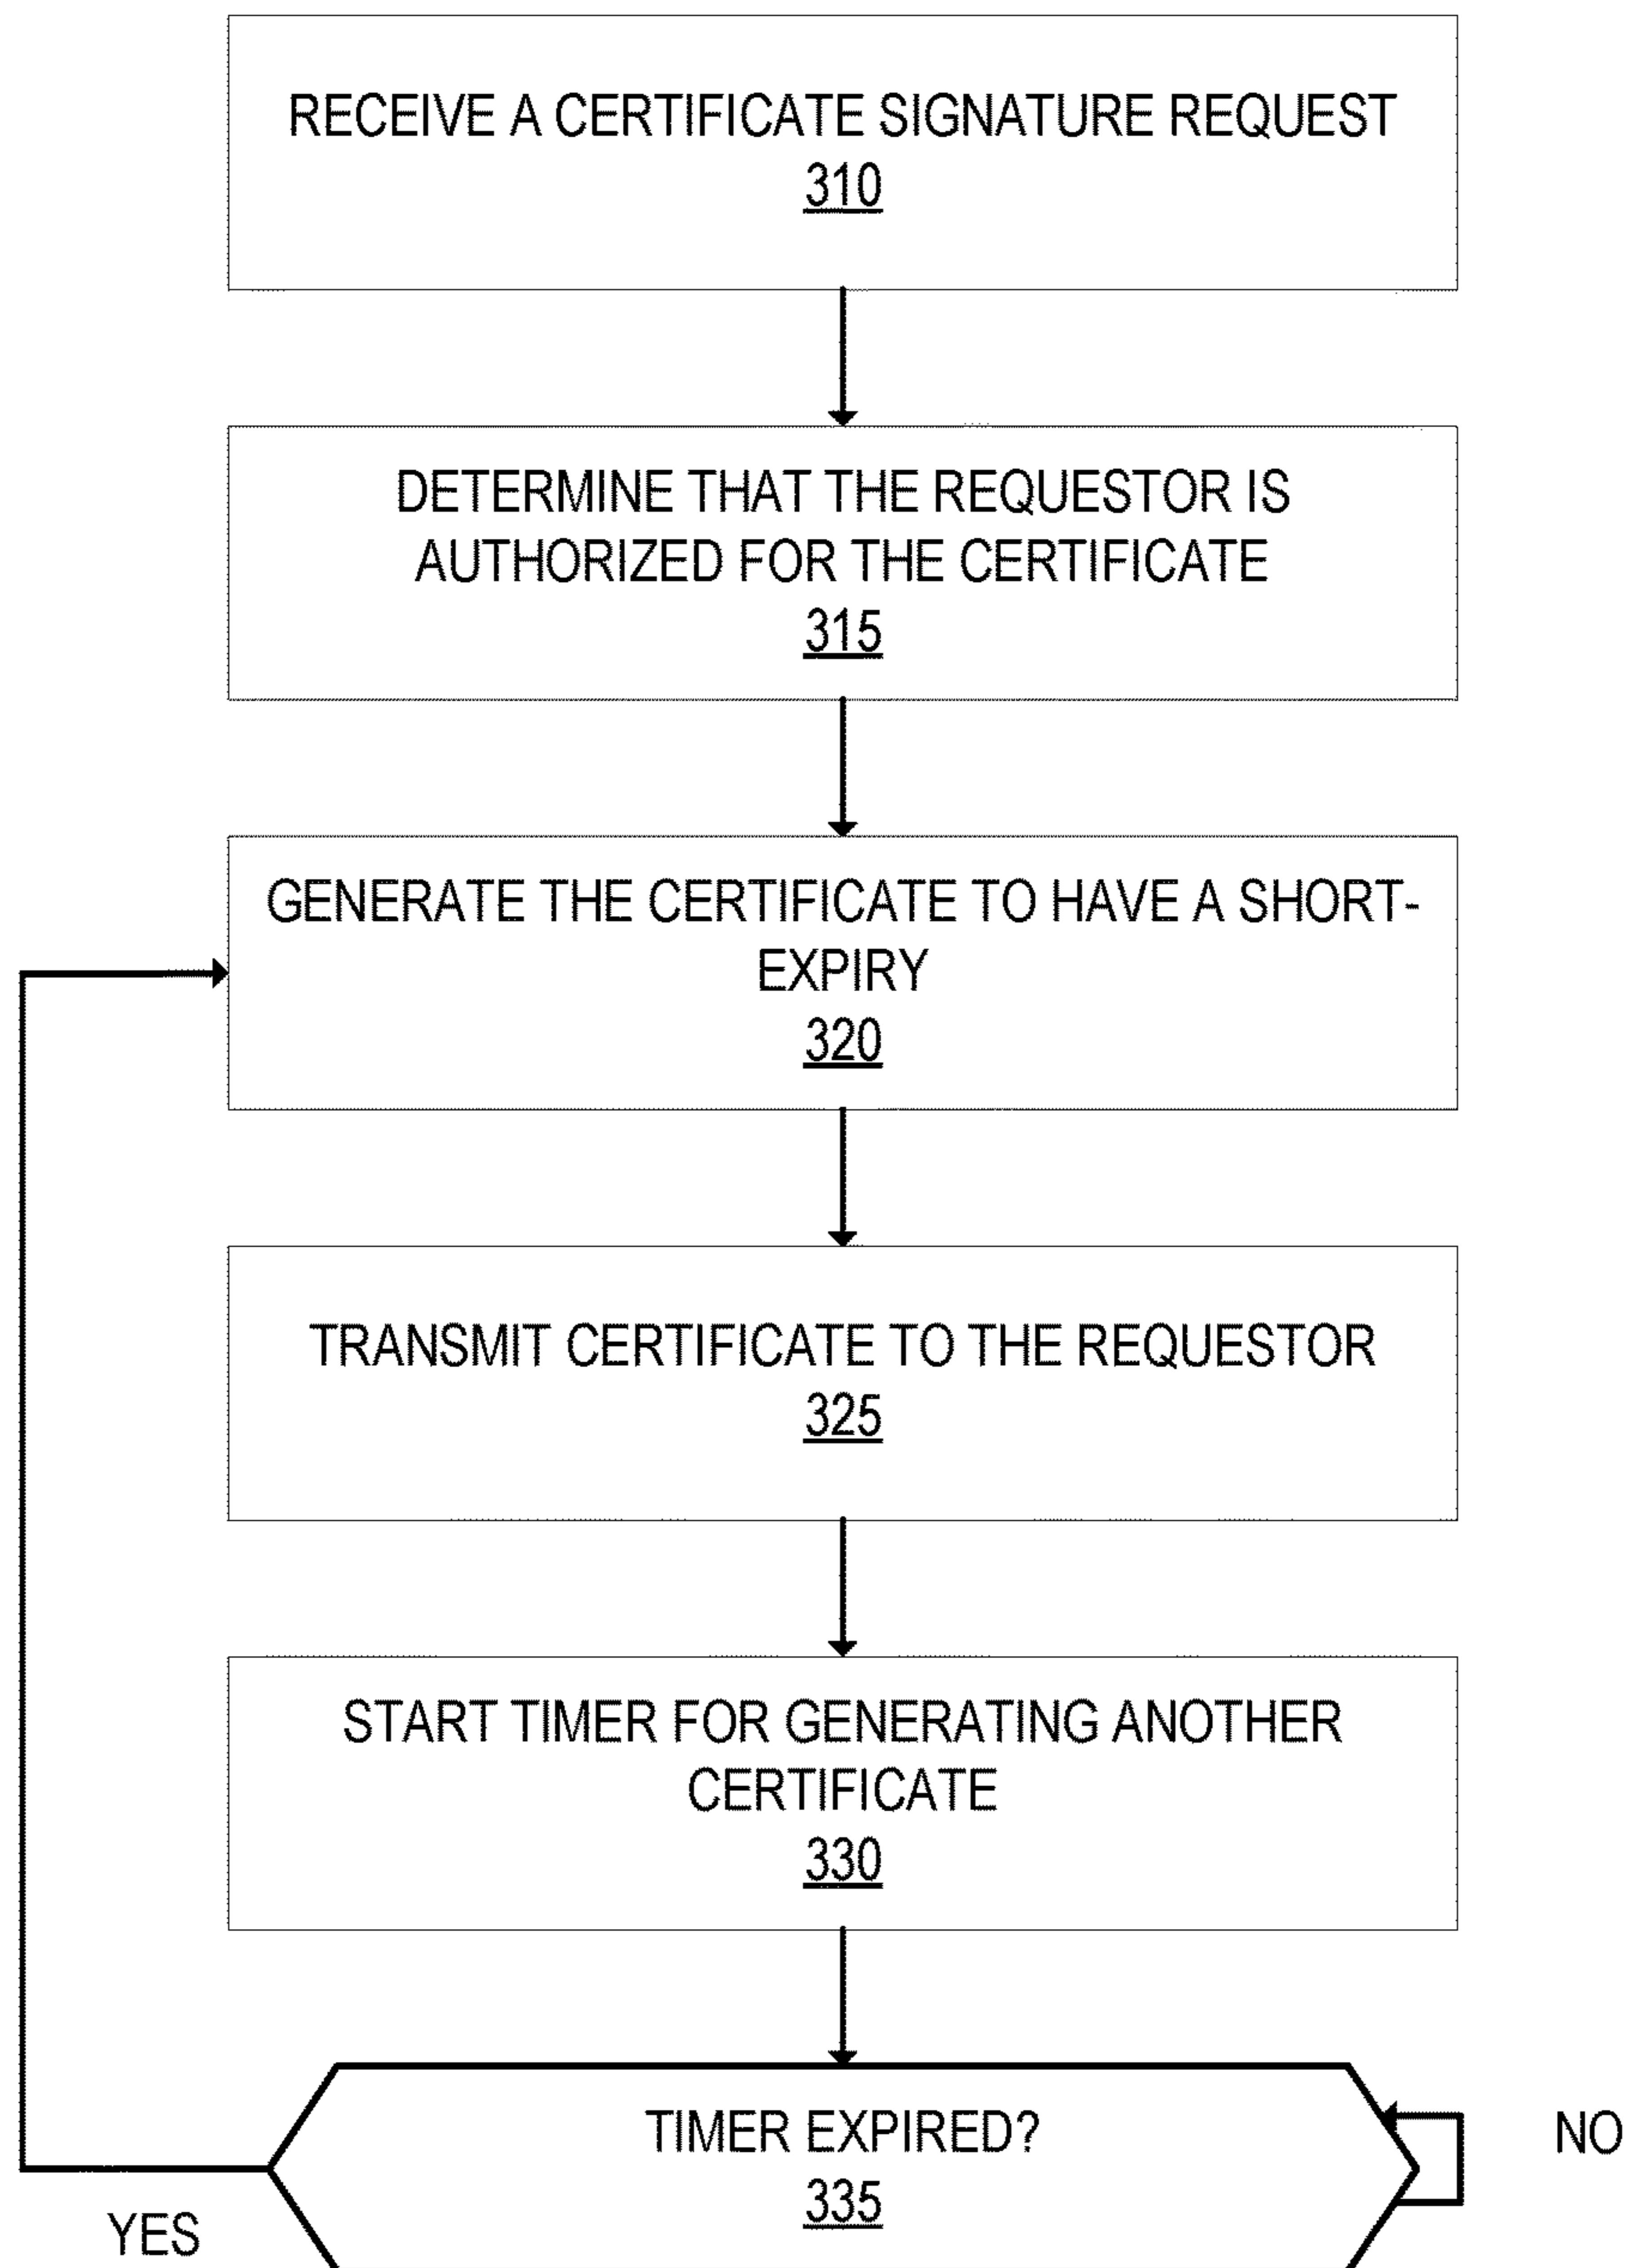 RECEIVE A CERTIFICATE SIGNATURE REQUEST
310
DETERMINE THAT THE REQUESTOR IS
AUTHORIZED FOR THE CERTIFICATE
315
GENERATE THE CERTIFICATE TO HAVE A SHORT-
EXPIRY
320
TRANSMIT CERTIFICATE TO THE REQUESTOR
325
START TIMER FOR GENERATING ANOTHER
CERTIFICATE
330
TIMER EXPIRED?
335
NO
YES